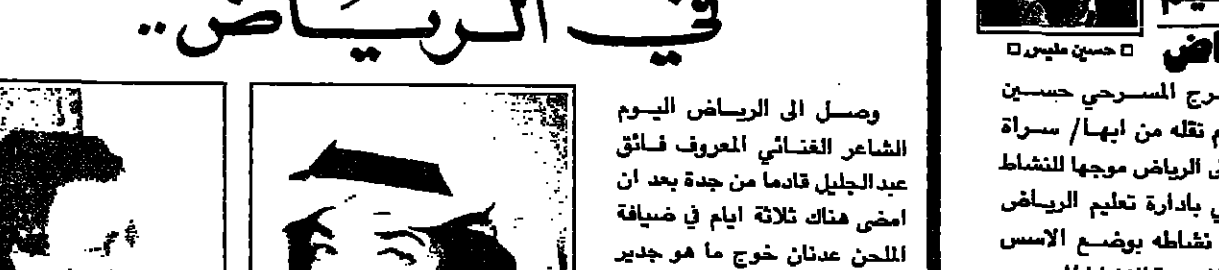 في الرياض..
وصل الى الرياض اليوم
الشاعر الغنائي المعروف فائق
عبدالجليل قادما من جدة بعد ان
امضى هناك ثلاثة ايام في ضيافة
الملحن عدنان خوج ما هو جدير
حسين مليس
المسرحي حسين
نقله من ابها/ سراة
الرياض موجها للنشاط
بادارة تعليم الرياض
نشاطه بوضع الاسس